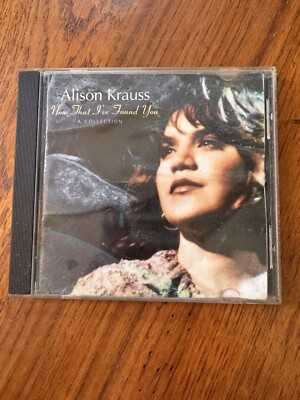 Alison Krauss
Now That I've Found You
A COLLECTION